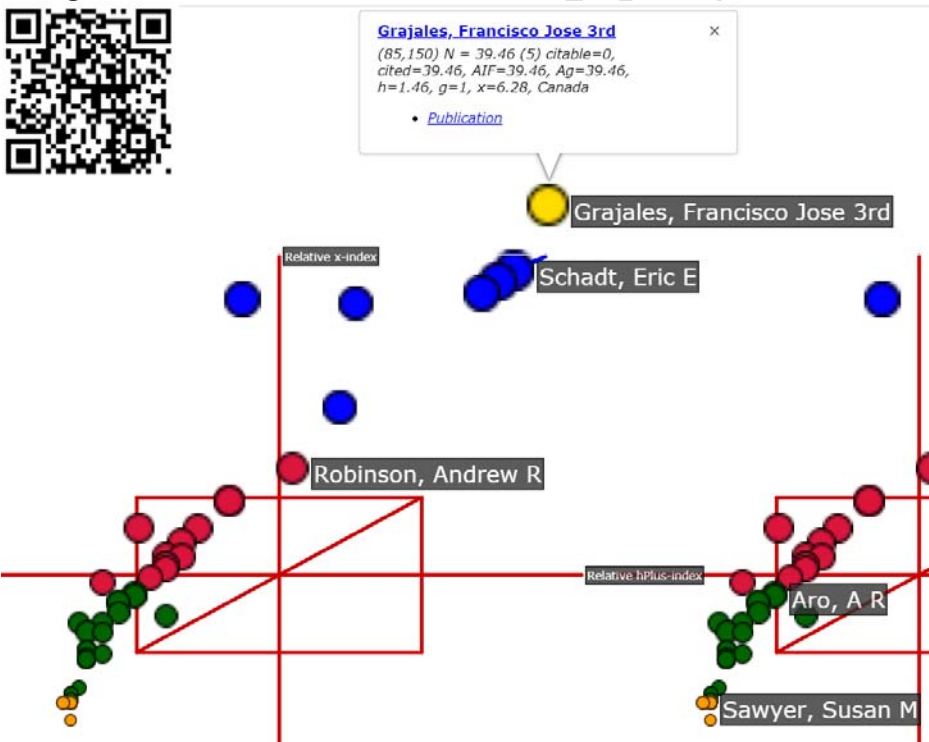 Grajales, Francisco Jose 3rd
×
(85,150) N = 39.46 (5) citable=0,
cited=39.46, AIF=39.46, Ag=39.46,
h=1.46, g=1, x=6.28, Canada
• Publication
Grajales, Francisco Jose 3rd
Relative x-index
Schadt, Eric E
Robinson, Andrew R
Relative hPlus-index
Aro, A R
Sawyer, Susan M